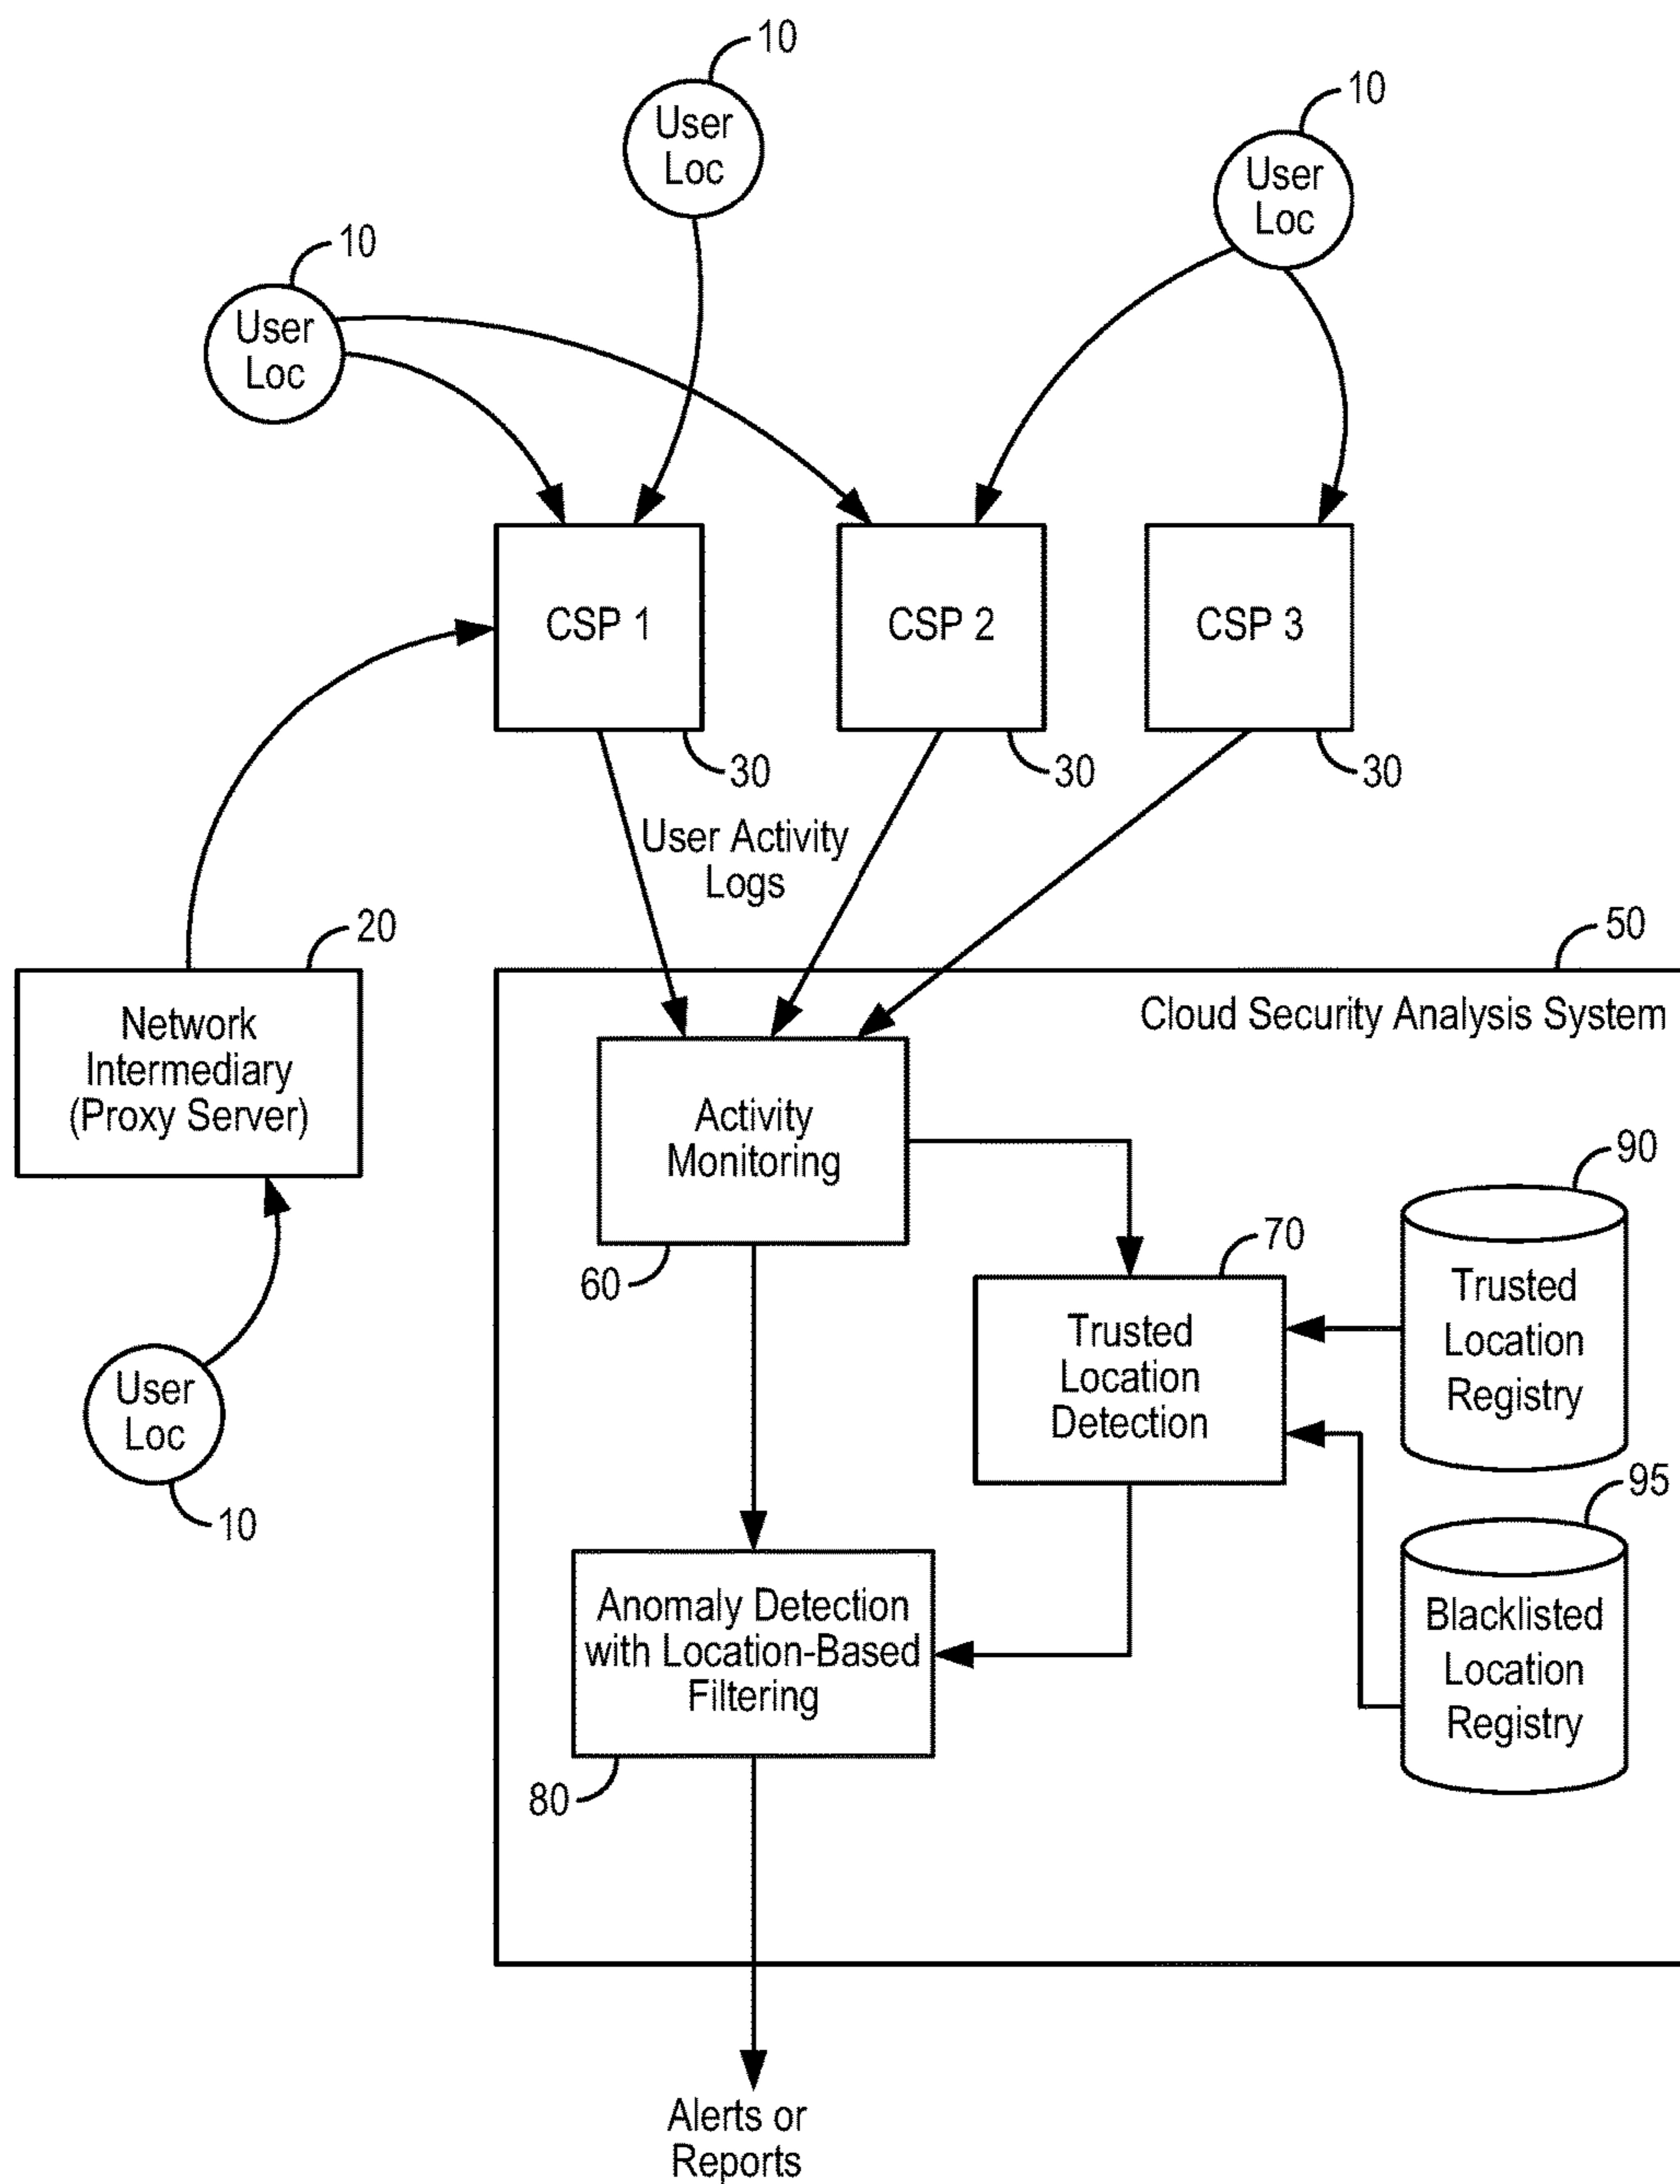 10
User
Loc
10
User
Loc
10
User
Loc
CSP 1
CSP 2
CSP 3
30
30
30
User Activity
Logs
20
Network
Intermediary
(Proxy Server)
User
Loc
10
50
Cloud Security Analysis System
Activity
Monitoring
60
70
Trusted
Location
Detection
90
Trusted
Location
Registry
95
Blacklisted
Location
Registry
Anomaly Detection
with Location-Based
Filtering
80
Alerts or
Reports